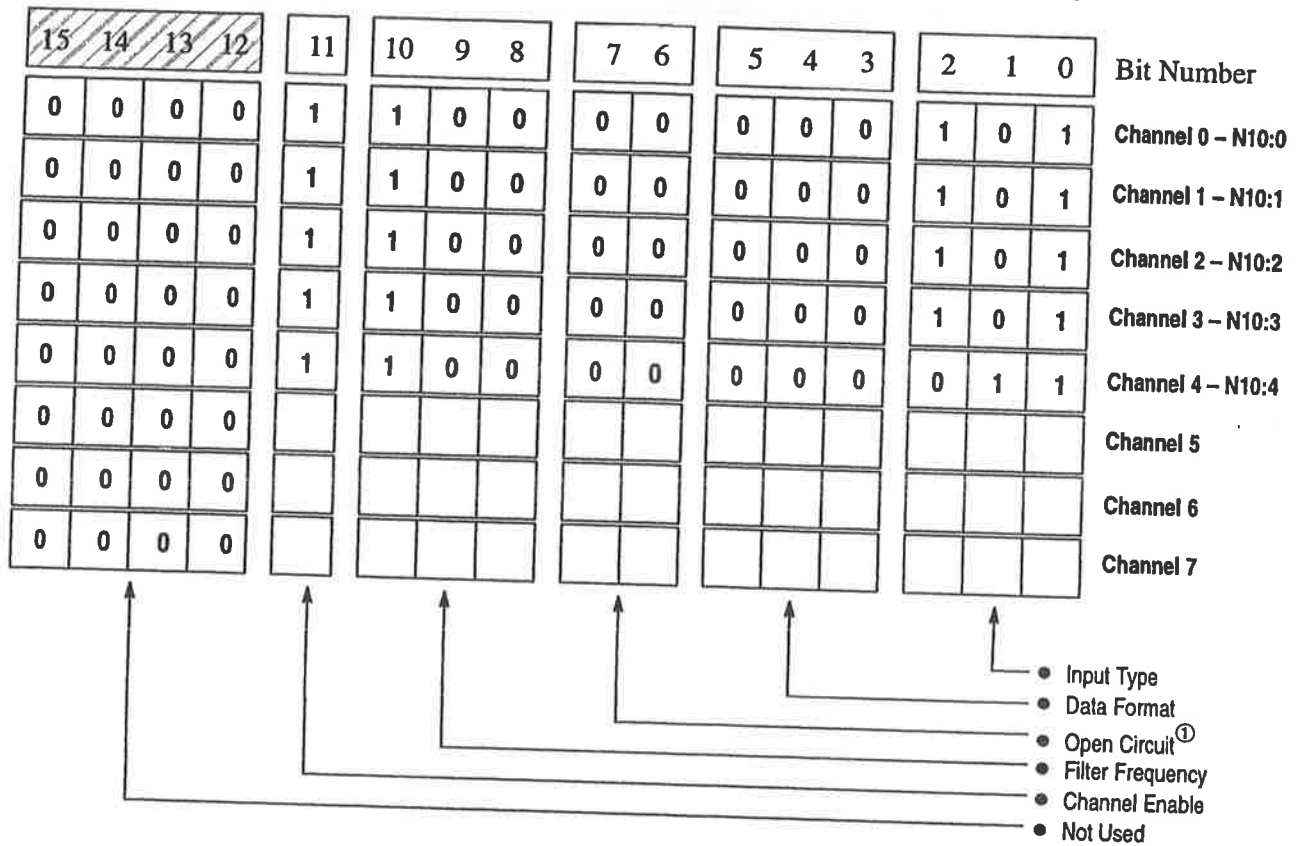 15 14 13 12 11 10 9 8 7 6 5 4 3 2 1 0 Bit Number
0 0 0 0 1 1 0 0 0 0 0 0 0 1 0 1 Channel 0 – N10:0
0 0 0 0 1 1 0 0 0 0 0 0 0 1 0 1 Channel 1 – N10:1
0 0 0 0 1 1 0 0 0 0 0 0 0 1 0 1 Channel 2 – N10:2
0 0 0 0 1 1 0 0 0 0 0 0 0 1 0 1 Channel 3 – N10:3
0 0 0 0 1 1 0 0 0 0 0 0 0 0 1 1 Channel 4 – N10:4
0 0 0 0 Channel 5
0 0 0 0 Channel 6
0 0 0 0 Channel 7
● Input Type
● Data Format
● Open Circuit①
● Filter Frequency
● Channel Enable
● Not Used